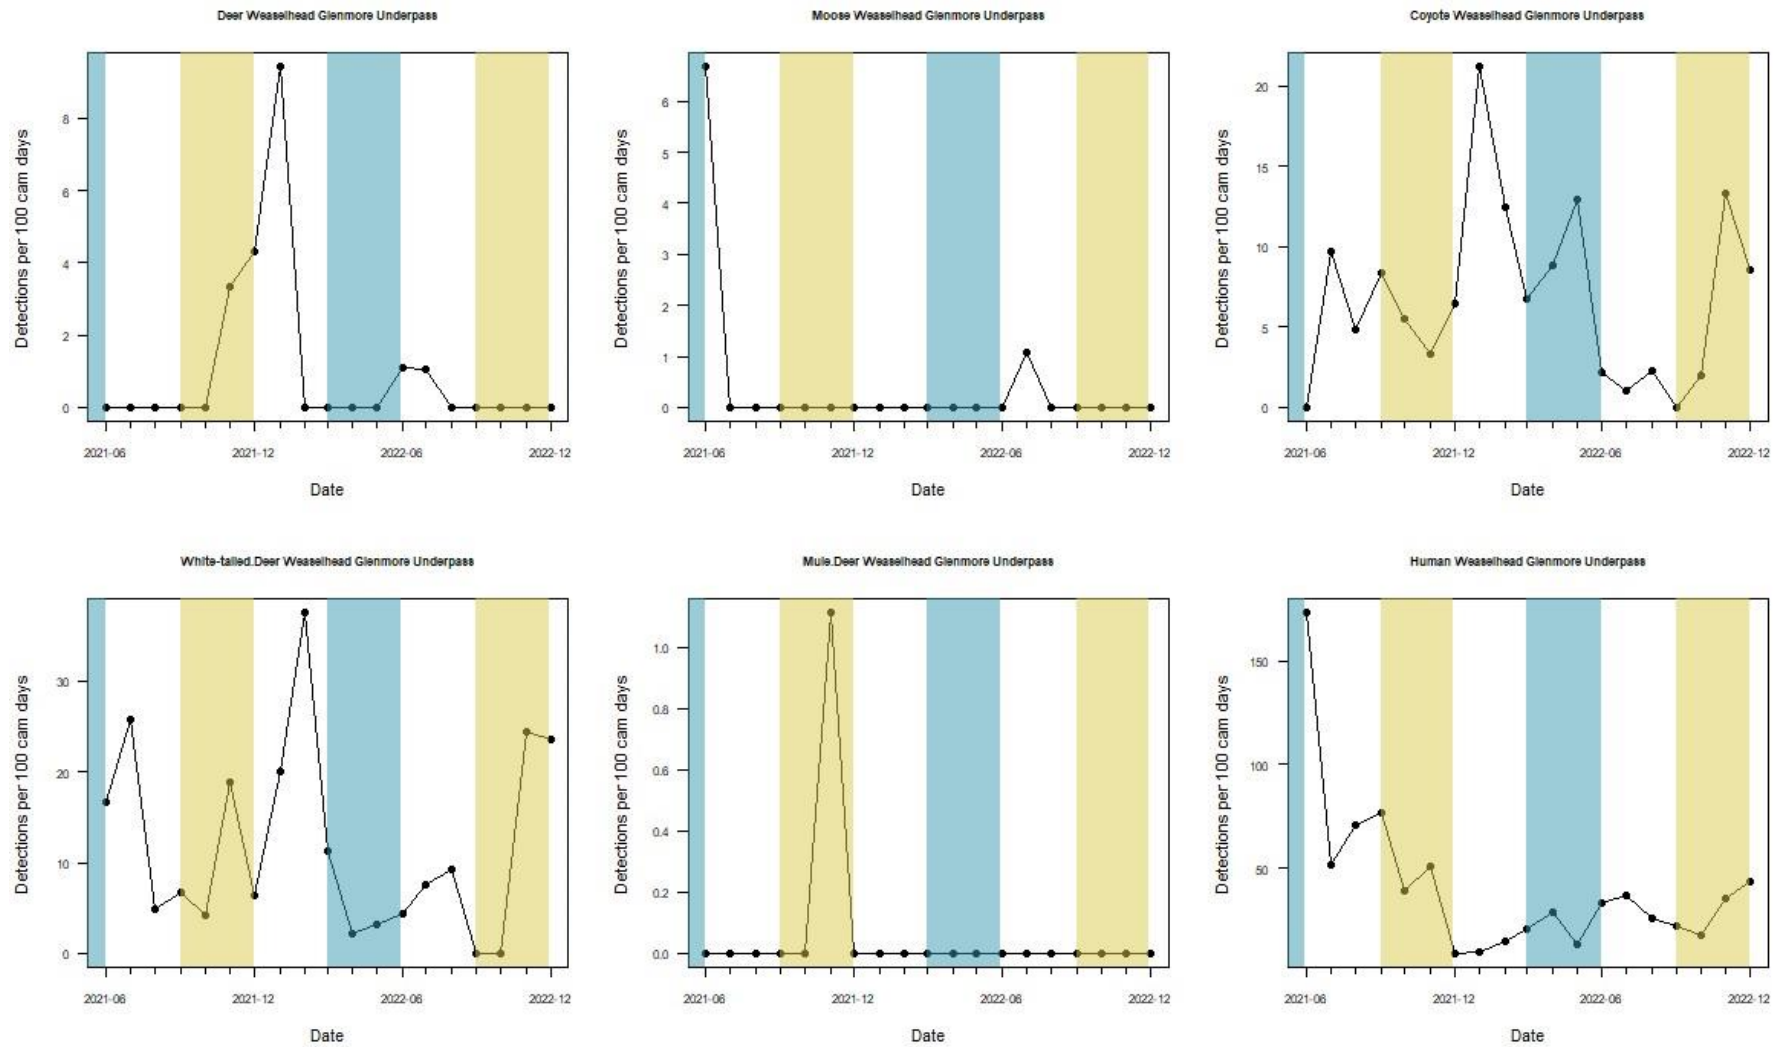 Deer Weaselhead Glenmore Underpass
Detections per 100 cam days
8
6
4
2
0
2021-06 2021-12 2022-06 2022-12
Date
Moose Weaselhead Glenmore Underpass
Detections per 100 cam days
6
5
4
3
2
1
0
2021-06 2021-12 2022-06 2022-12
Date
Coyote Weaselhead Glenmore Underpass
Detections per 100 cam days
20
15
10
5
0
2021-06 2021-12 2022-06 2022-12
Date
White-tailed.Deer Weaselhead Glenmore Underpass
Detections per 100 cam days
30
20
10
0
2021-06 2021-12 2022-06 2022-12
Date
Mule.Deer Weaselhead Glenmore Underpass
Detections per 100 cam days
1.0
0.8
0.6
0.4
0.2
0.0
2021-06 2021-12 2022-06 2022-12
Date
Human Weaselhead Glenmore Underpass
Detections per 100 cam days
150
100
50
2021-06 2021-12 2022-06 2022-12
Date